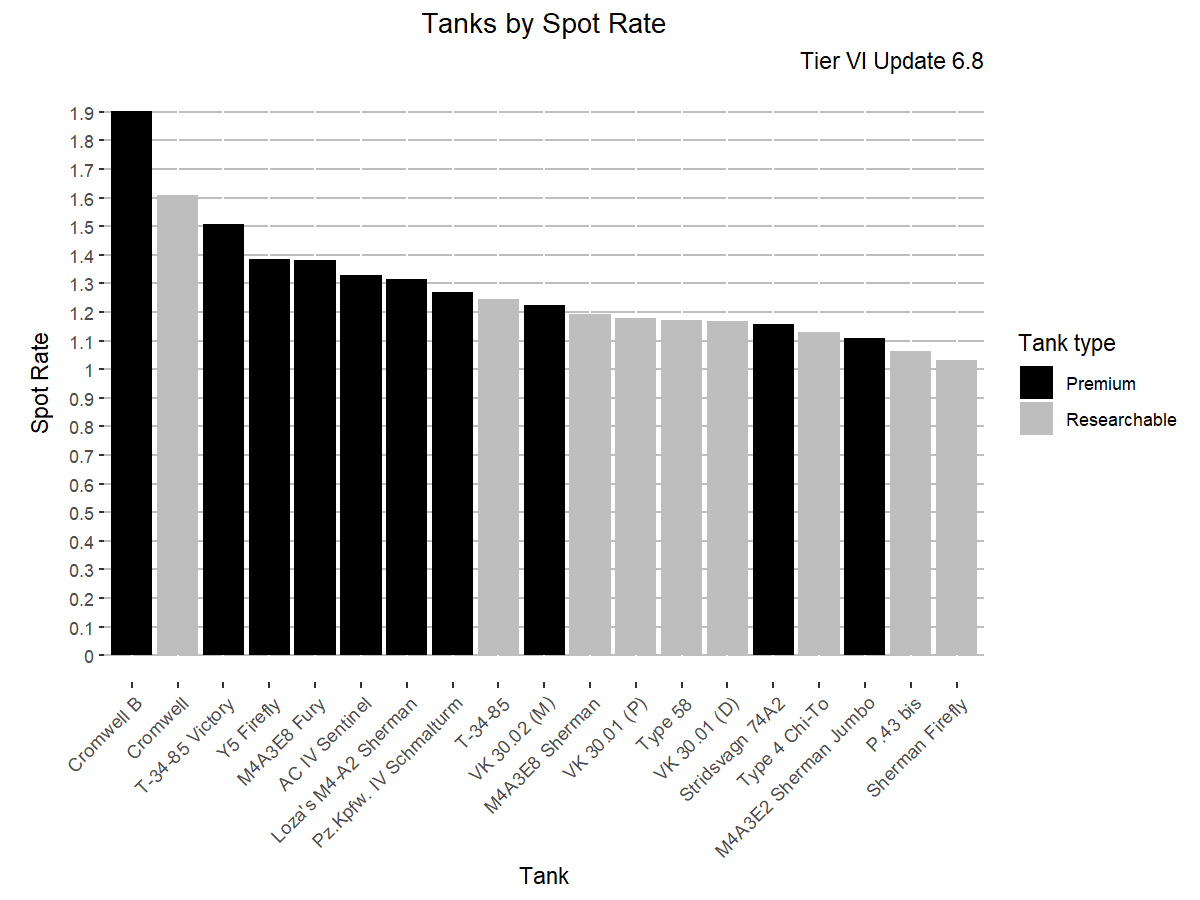 Tanks by Spot Rate
Tier VI Update 6.8
Spot Rate
1.9
1.8
1.7
1.6
1.5
1.4
1.3
1.2
1.1
1
0.9
0.8
0.7
0.6
0.5
0.4
0.3
0.2
0.1
0
Cromwell B
Cromwell
T-34-85 Victory
Y5 Firefly
M4A3E8 Fury
AC IV Sentinel
Loza's M4-A2 Sherman
Pz.Kpfw. IV Schmalturm
T-34-85
VK 30.02 (M)
M4A3E8 Sherman
VK 30.01 (P)
Type 58
VK 30.01 (D)
Stridsvagn 74A2
Type 4 Chi-To
M4A3E2 Sherman Jumbo
P.43 bis
Sherman Firefly
Tank
Tank type
Premium
Researchable